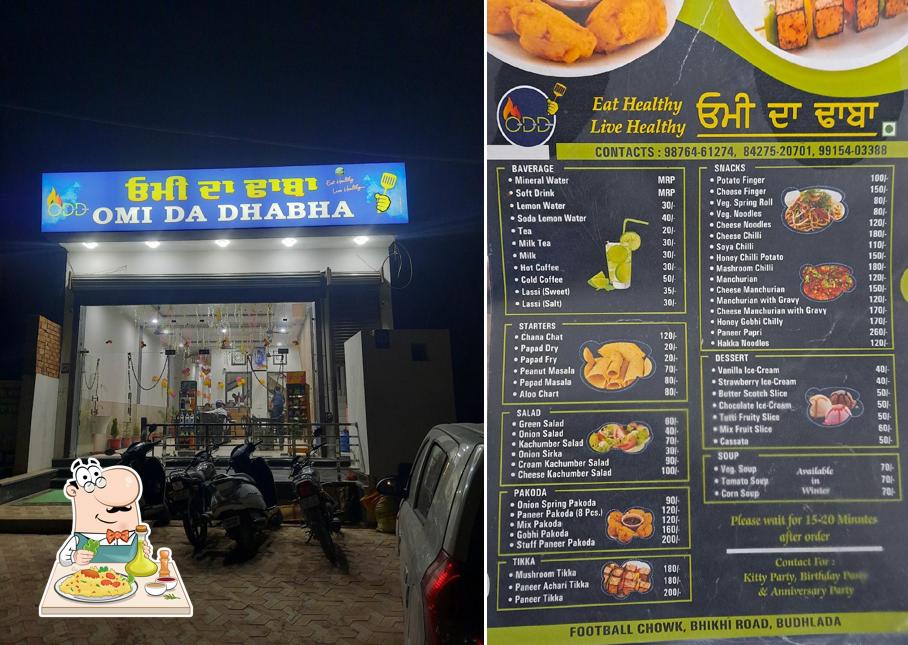 ਓਮੀ ਦਾ ਢਾਬਾ
Eat Healthy
Live Healthy
ODD
OMI DA DHABHA
ODD
Eat Healthy
Live Healthy
ਓਮੀ ਦਾ ਢਾਬਾ
CONTACTS : 98764-61274, 84275-20701, 99154-03388
BAVERAGE
• Mineral Water MRP
• Soft Drink MRP
• Lemon Water 30/-
• Soda Lemon Water 40/-
• Tea 20/-
• Milk Tea 30/-
• Milk 30/-
• Hot Coffee 30/-
• Cold Coffee 50/-
• Lassi (Sweet) 35/-
• Lassi (Salt) 30/-
STARTERS
• Chana Chat 120/-
• Papad Dry 20/-
• Papad Fry 20/-
• Peanut Masala 70/-
• Papad Masala 80/-
• Aloo Chart 80/-
SALAD
• Green Salad 60/-
• Onion Salad 40/-
• Kachumber Salad 70/-
• Onion Sirka 30/-
• Cream Kachumber Salad 90/-
• Cheese Kachumber Salad 100/-
PAKODA
• Onion Spring Pakoda 90/-
• Paneer Pakoda (8 Pcs.) 120/-
• Mix Pakoda 120/-
• Gobhi Pakoda 160/-
• Stuff Paneer Pakoda 200/-
TIKKA
• Mushroom Tikka 180/-
• Paneer Achari Tikka 180/-
• Paneer Tikka 200/-
SNACKS
• Potato Finger 100/-
• Cheese Finger 150/-
• Veg. Spring Roll 80/-
• Veg. Noodles 80/-
• Cheese Noodles 120/-
• Cheese Chilli 180/-
• Soya Chilli 110/-
• Honey Chilli Potato 150/-
• Mashroom Chilli 180/-
• Manchurian 120/-
• Cheese Manchurian 150/-
• Manchurian with Gravy 120/-
• Cheese Manchurian with Gravy 170/-
• Honey Gobhi Chilly 170/-
• Paneer Papri 260/-
• Hakka Noodles 120/-
DESSERT
• Vanilla Ice-Cream 40/-
• Strawberry Ice-Cream 40/-
• Butter Scotch Slice 50/-
• Chocolate Ice-Cream 50/-
• Tutti Fruity Slice 50/-
• Mix Fruit Slice 60/-
• Cassata 50/-
SOUP
• Veg. Soup 70/-
• Tomato Soup 70/-
• Corn Soup 70/-
Available
in
Winter
Please wait for 15-20 Minutes
after order
Contact For :
Kitty Party, Birthday Party
& Anniversary Party
FOOTBALL CHOWK, BHIKHI ROAD, BUDHLADA